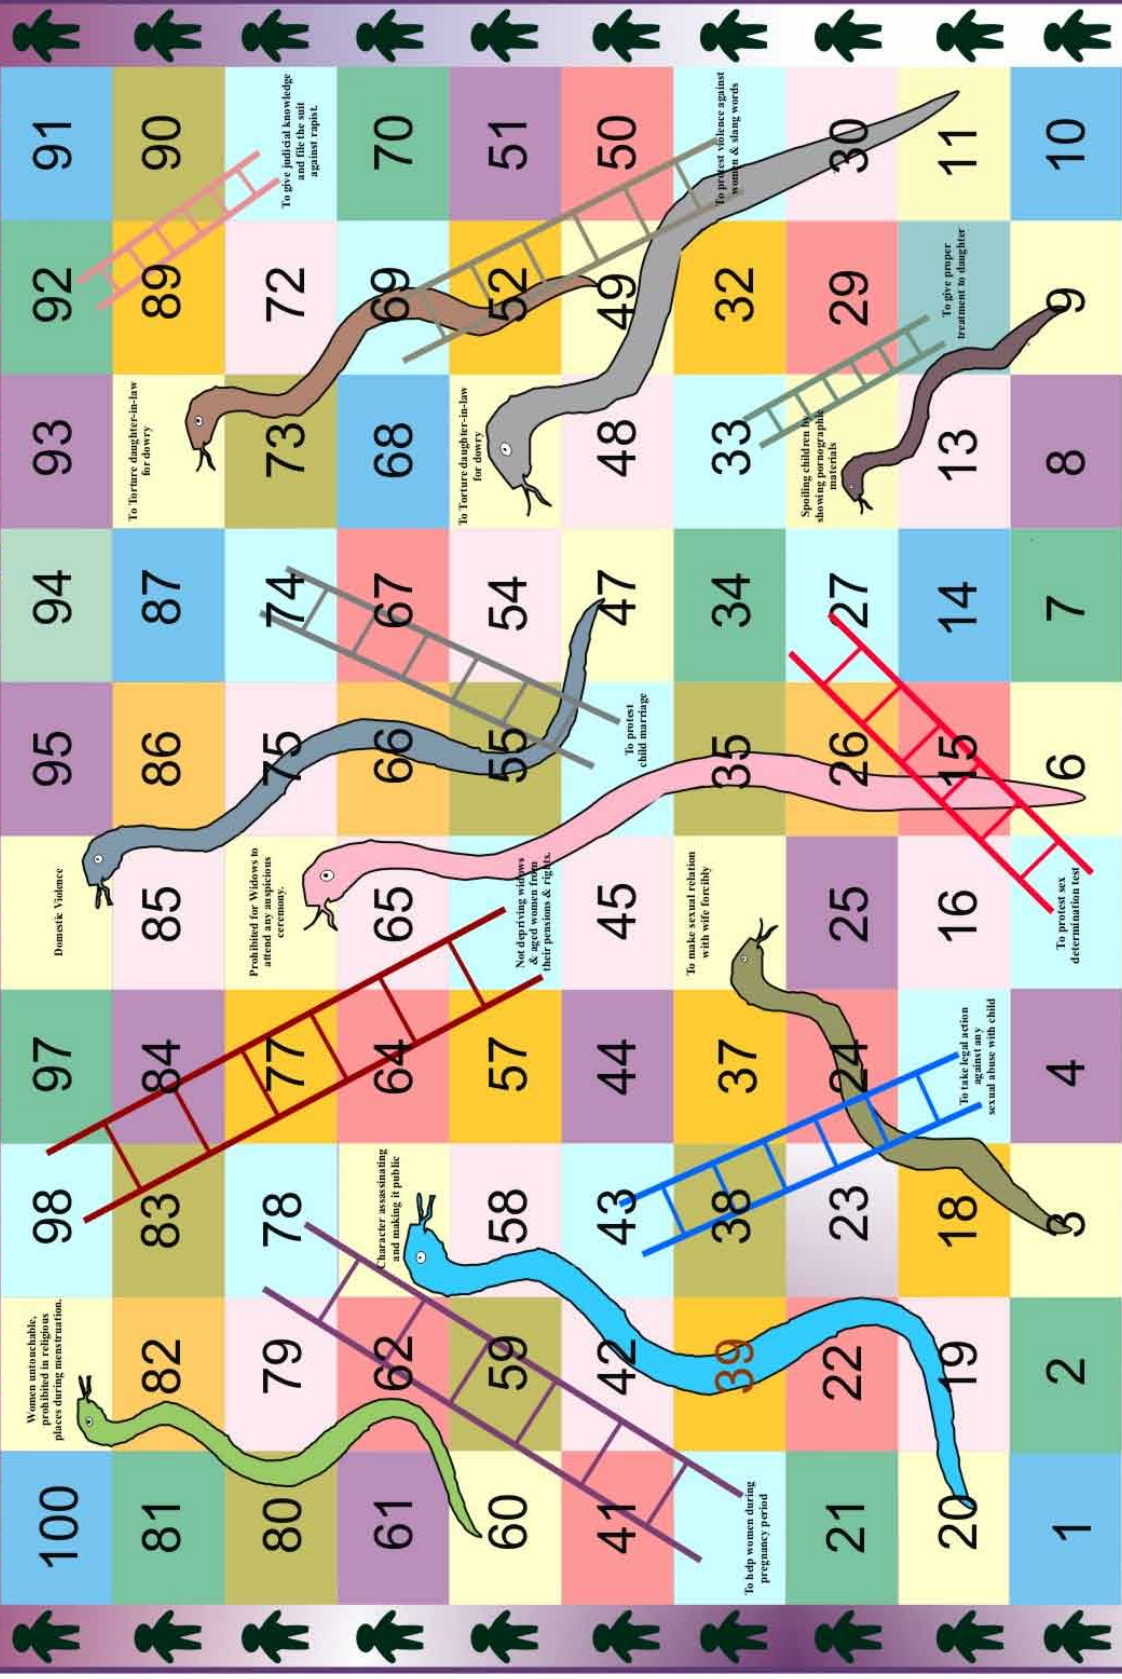 100
Women untouchable,
prohibited in religious
places during menstruation.
98
97
Domestic Violence
95
94
93
92
91
81
82
83
84
85
86
87
To Torture daughter-in-law
for dowry
89
90
80
79
78
77
Prohibited for Widows to
attend any auspicious
ceremony.
75
74
73
72
To give judicial knowledge
and file the suit
against rapist.
61
62
Character assassinating
and making it public
64
65
66
67
68
69
70
60
59
58
57
Not depriving widows
& aged women from
their pensions & rights.
55
54
To Torture daughter-in-law
for dowry
52
51
41
42
43
44
45
To protest
child marriage
47
48
49
50
To help women during
pregnancy period
39
38
37
To make sexual relation
with wife forcibly
35
34
33
32
To protest violence against
women & slang words
21
22
23
24
25
26
27
Spoiling children by
showing pornographic
materials
29
30
20
19
18
To take legal action
against any
sexual abuse with child
16
15
14
13
To give proper
treatment to daughter
11
1
2
3
4
To protest sex
determination test
6
7
8
9
10